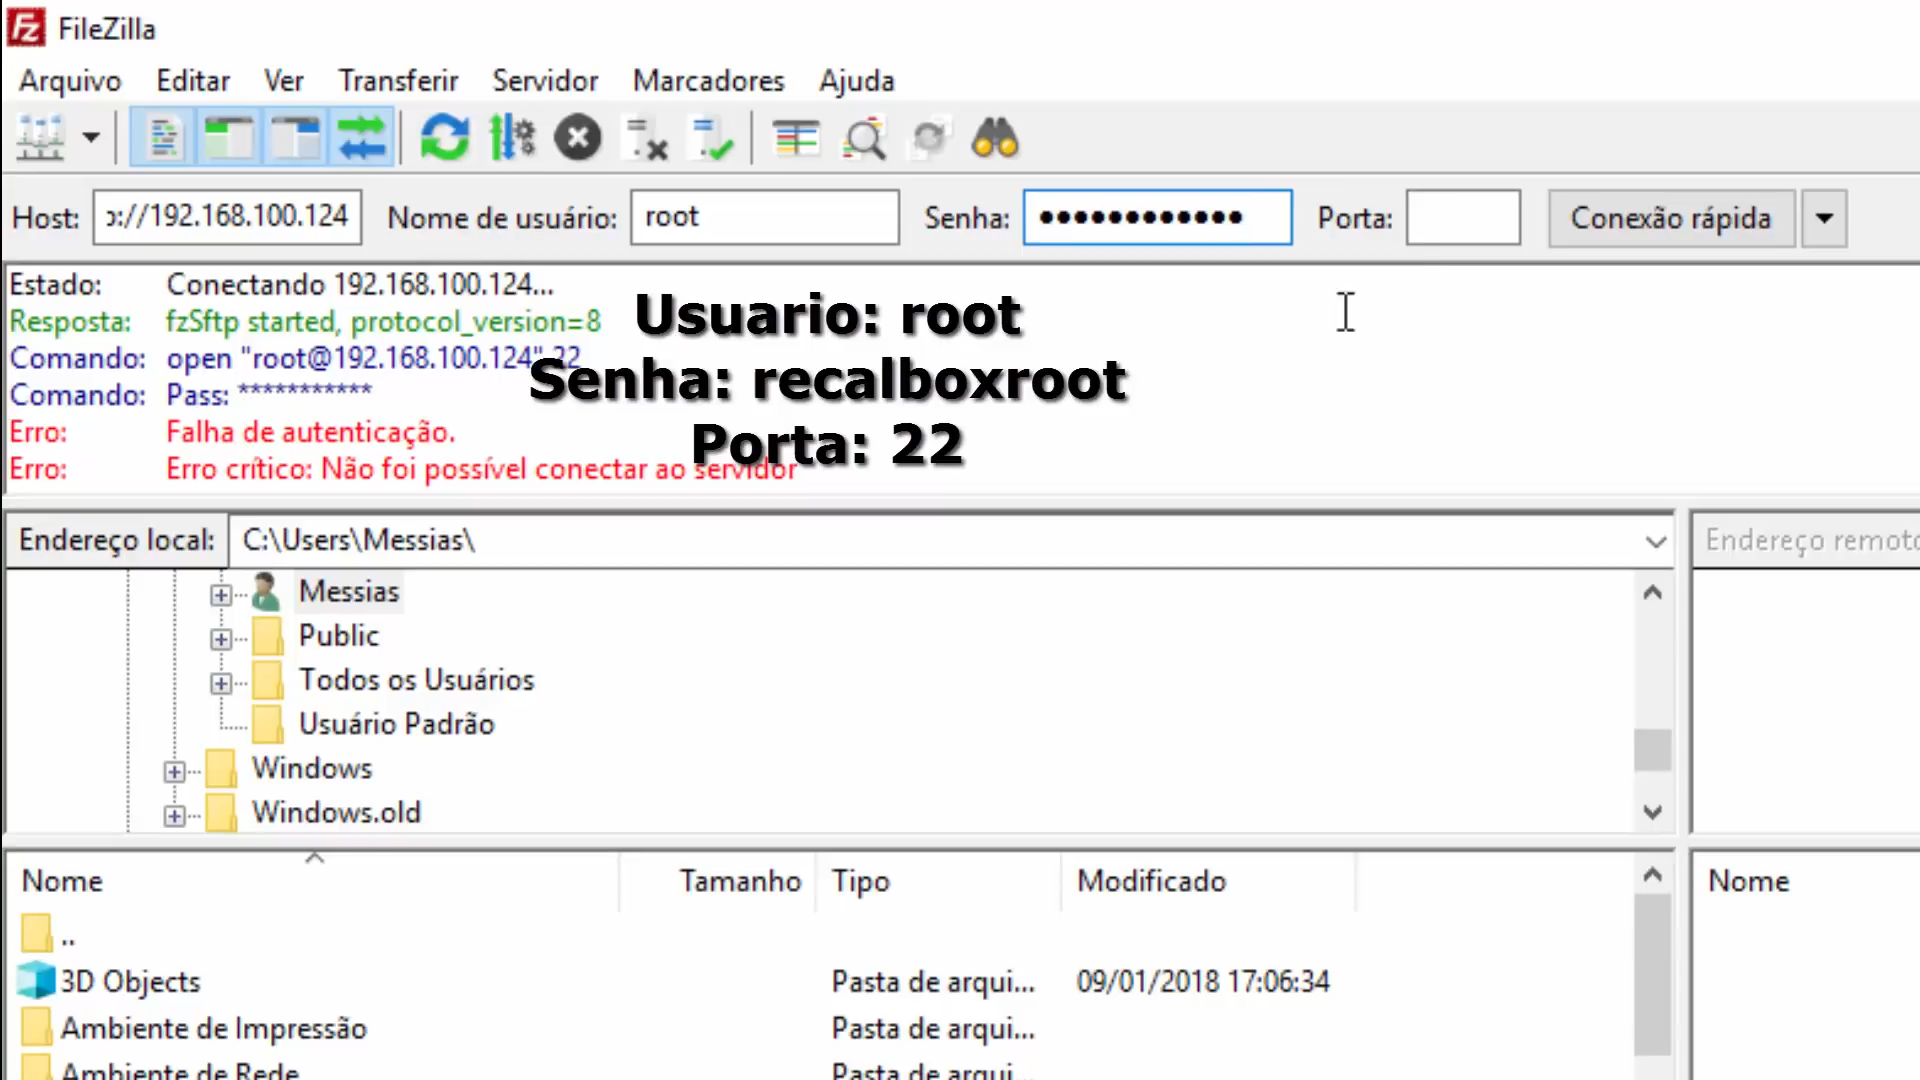 FileZilla
Arquivo Editar Ver Transferir Servidor Marcadores Ajuda
Host: ://192.168.100.124 Nome de usuário: root Senha: ●●●●●●●●●●●● Porta: Conexão rápida
Estado: Conectando 192.168.100.124...
Resposta: fzSftp started, protocol_version=8
Comando: open "root@192.168.100.124" 22
Comando: Pass: ***********
Erro: Falha de autenticação.
Erro: Erro crítico: Não foi possível conectar ao servidor
Usuario: root
Senha: recalboxroot
Porta: 22
Endereço local: C:\Users\Messias\
Endereço remoto
Messias
Public
Todos os Usuários
Usuário Padrão
Windows
Windows.old
Nome Tamanho Tipo Modificado
Nome
..
3D Objects Pasta de arqui... 09/01/2018 17:06:34
Ambiente de Impressão Pasta de arqui...
Ambiente de Rede Pasta de arqui...